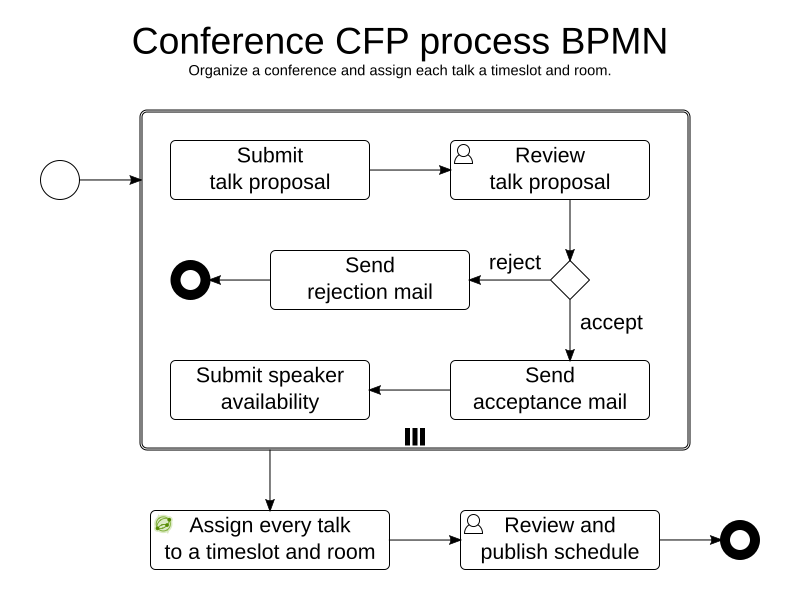 Conference CFP process BPMN
Organize a conference and assign each talk a timeslot and room.
Submit
talk proposal
Review
talk proposal
Send
rejection mail
reject
accept
Submit speaker
availability
Send
acceptance mail
Assign every talk
to a timeslot and room
Review and
publish schedule